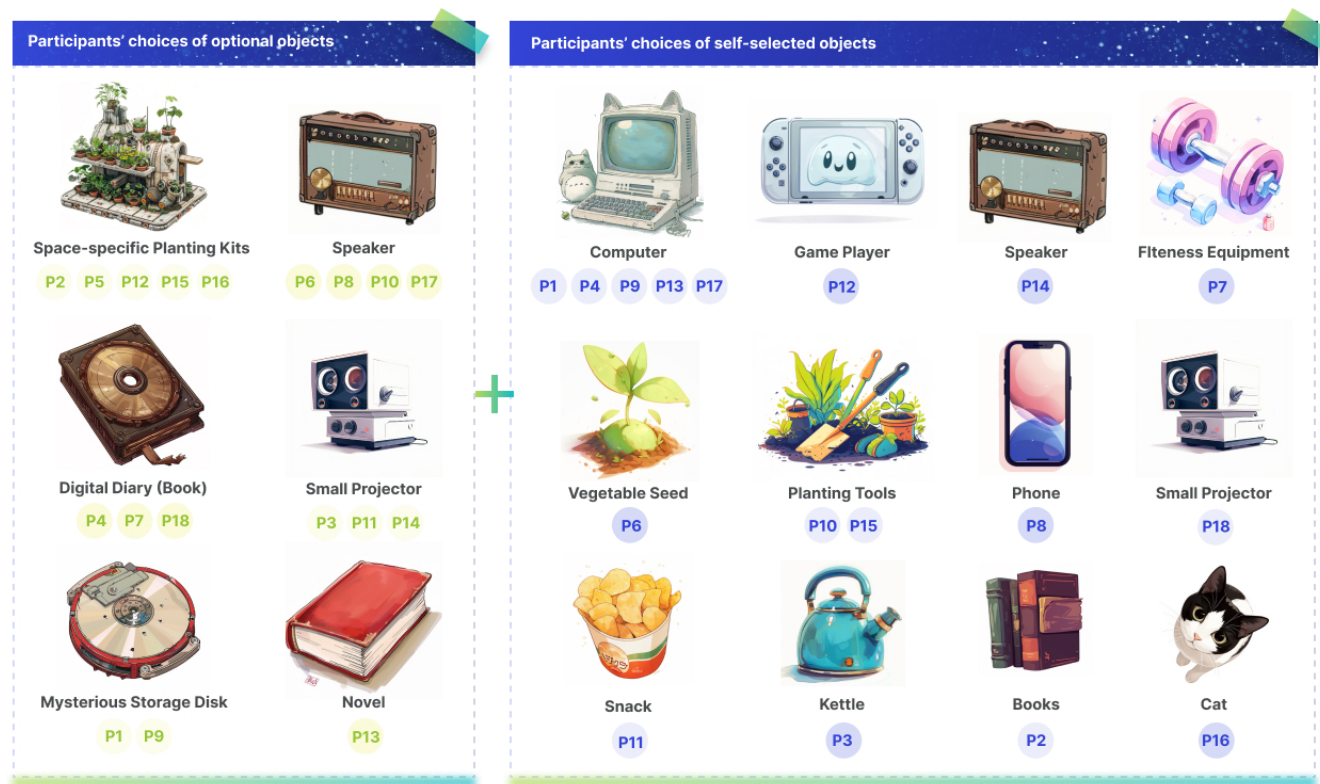 Participants' choices of optional objects
Space-specific Planting Kits
P2 P5 P12 P15 P16
Speaker
P6 P8 P10 P17
Digital Diary (Book)
P4 P7 P18
Small Projector
P3 P11 P14
Mysterious Storage Disk
P1 P9
Novel
P13
+
Participants' choices of self-selected objects
Computer
P1 P4 P9 P13 P17
Game Player
P12
Speaker
P14
FIteness Equipment
P7
Vegetable Seed
P6
Planting Tools
P10 P15
Phone
P8
Small Projector
P18
Snack
P11
Kettle
P3
Books
P2
Cat
P16